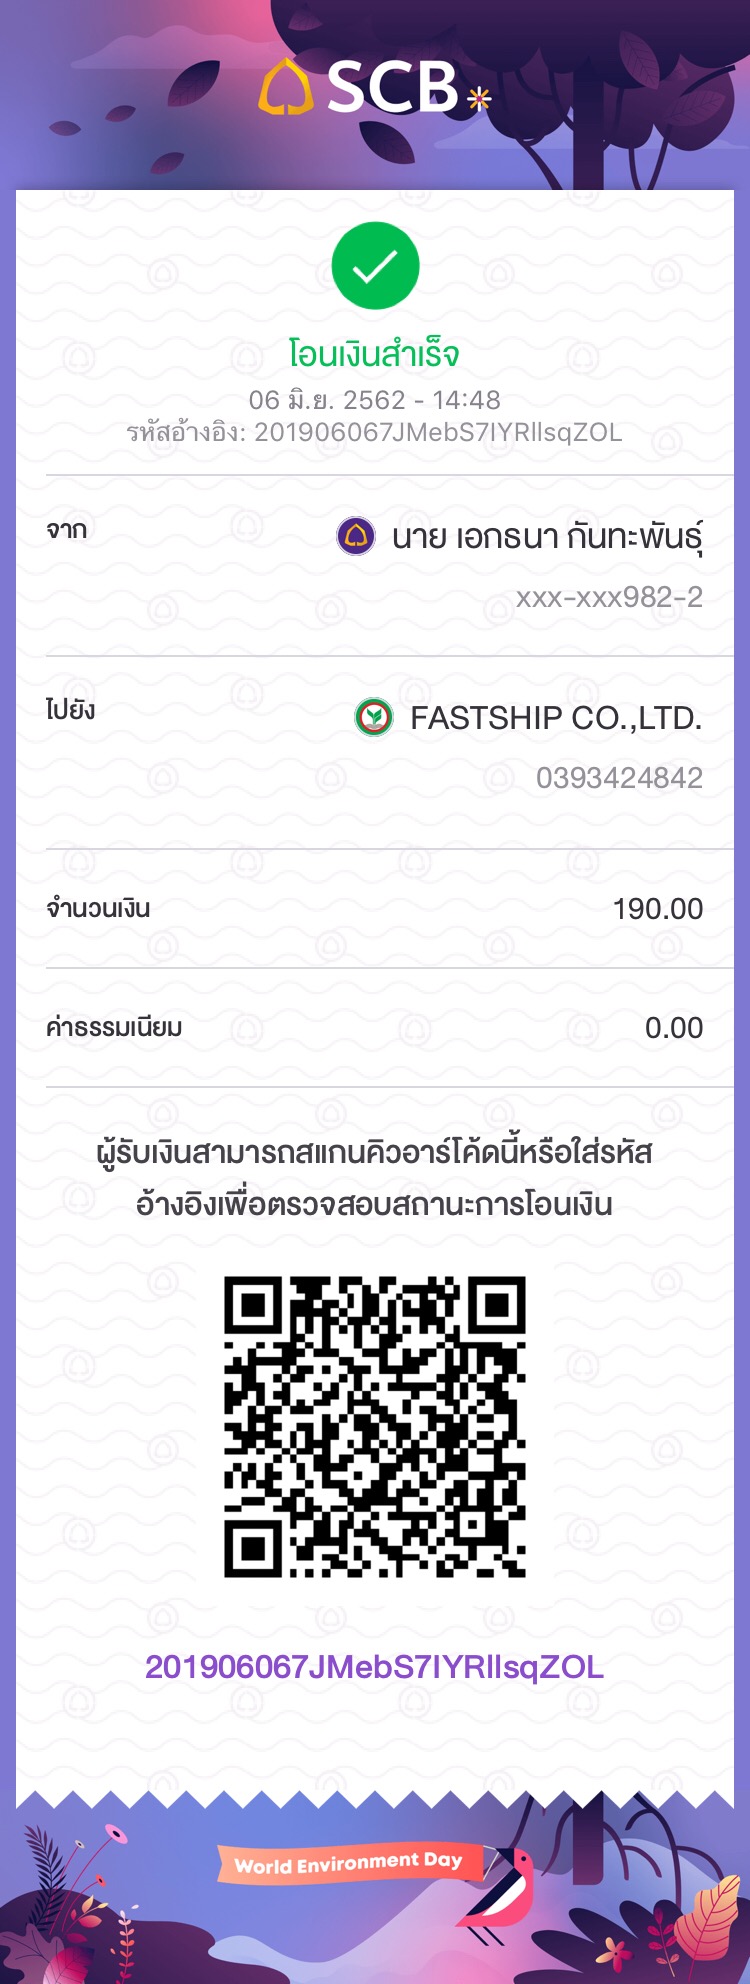 SCB
โอนเงินสำเร็จ
06 มิ.ย. 2562 - 14:48
รหัสอ้างอิง: 201906067JMebS7IYRllsqZOL
จาก
นาย เอกธนา กันทะพันธุ์
xxx-xxx982-2
ไปยัง
FASTSHIP CO.,LTD.
0393424842
จำนวนเงิน
190.00
ค่าธรรมเนียม
0.00
ผู้รับเงินสามารถสแกนคิวอาร์โค้ดนี้หรือใส่รหัส
อ้างอิงเพื่อตรวจสอบสถานะการโอนเงิน
201906067JMebS7IYRllsqZOL
World Environment Day